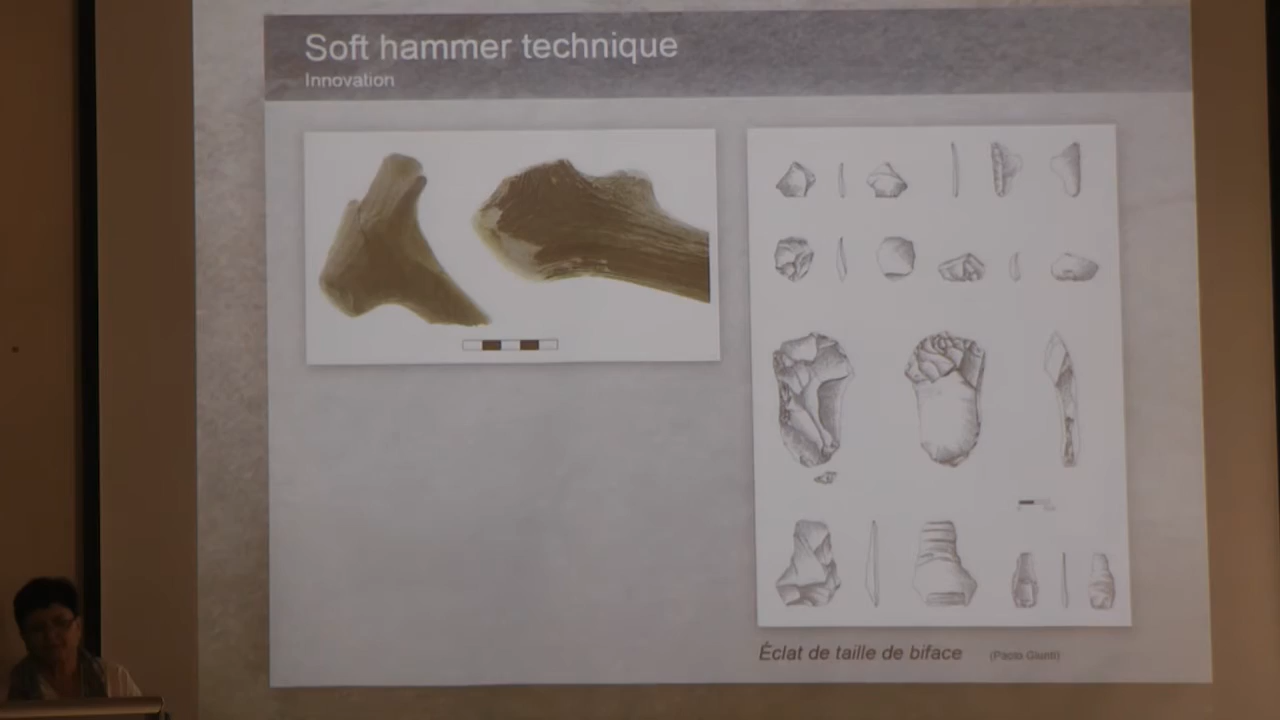 Soft hammer technique
Innovation
Éclat de taille de biface
(Paola Giunti)